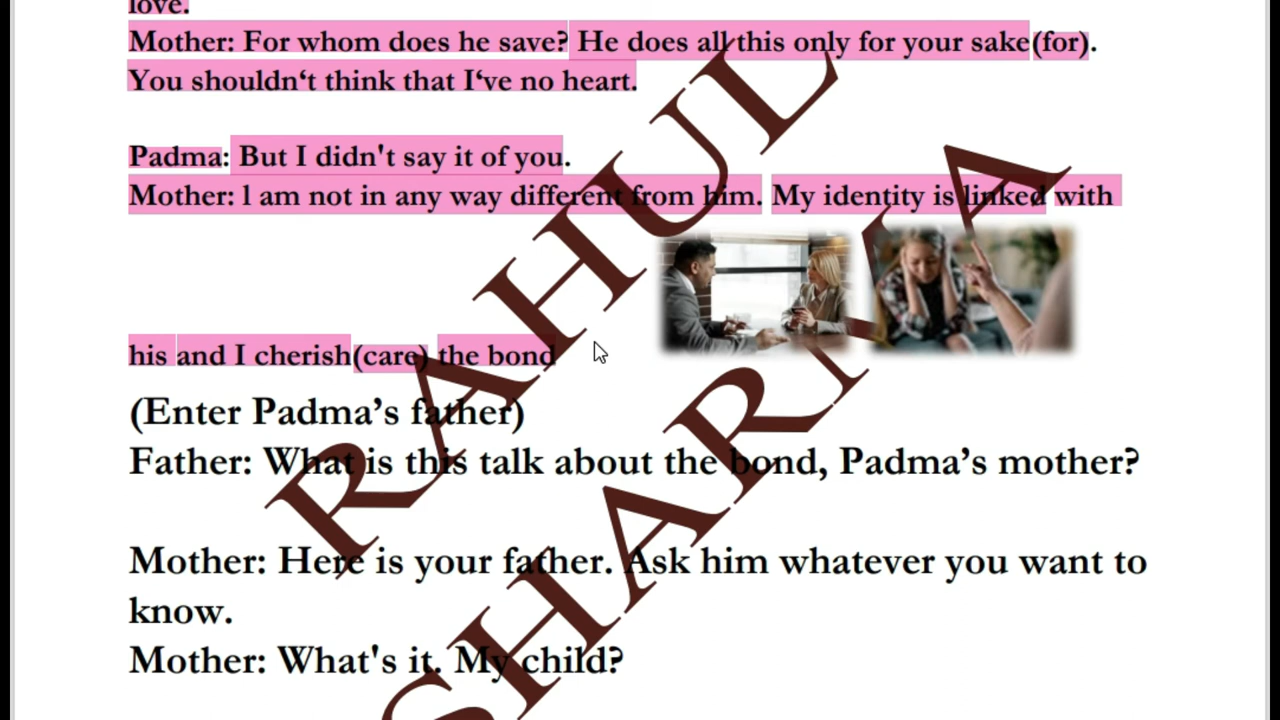 love.
Mother: For whom does he save? He does all this only for your sake(for).
You shouldn‘t think that I‘ve no heart.
Padma: But I didn't say it of you.
Mother: l am not in any way different from him. My identity is linked with
his and I cherish(care) the bond
(Enter Padma’s father)
Father: What is this talk about the bond, Padma’s mother?
Mother: Here is your father. Ask him whatever you want to
know.
Mother: What's it. My child?
RAHUL
SHARMA